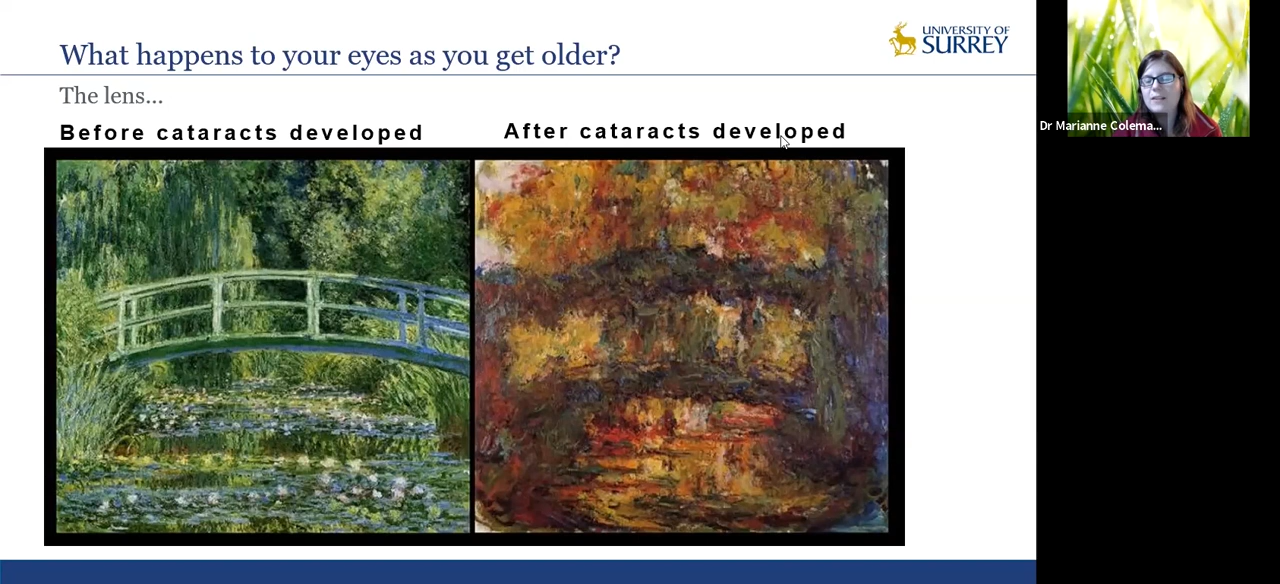 What happens to your eyes as you get older?
UNIVERSITY OF
SURREY
The lens...
Before cataracts developed
After cataracts developed
Dr Marianne Colema...